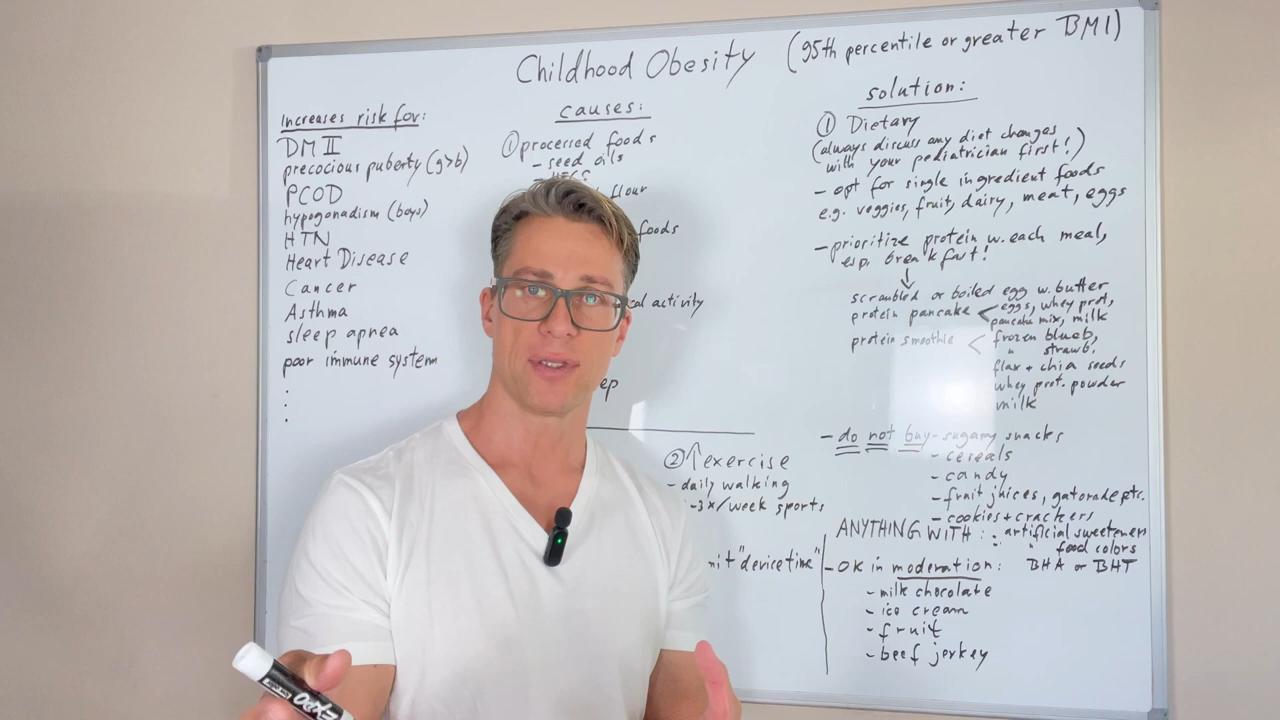 Childhood Obesity (95th percentile or greater BMI)
Increases risk for:
DM II
precocious puberty (g>b)
PCOD
hypogonadism (boys)
HTN
Heart Disease
Cancer
Asthma
sleep apnea
poor immune system
causes:
① processed foods
- seed oils
- HFCS
flour
foods
cal activity
ep
② ↑ exercise
- daily walking
-3x/week sports
mit "device time"
solution:
① Dietary
(always discuss any diet changes
with your pediatrician first!)
- opt for single ingredient foods
e.g. veggies, fruit, dairy, meat, eggs
- prioritize protein w. each meal,
esp. breakfast!
↓
scrambled or boiled egg w. butter
protein pancake < eggs, whey prot,
pancake mix, milk
protein smoothie < frozen blueb,
" strawb.
flax + chia seeds
whey prot. powder
milk
- do not buy - sugary snacks
- cereals
- candy
- fruit juices, gatorade etc.
- cookies + crackers
ANYTHING WITH: artificial sweeteners
" food colors
BHA or BHT
- OK in moderation:
- milk chocolate
- ice cream
- fruit
- beef jerky
EXPO